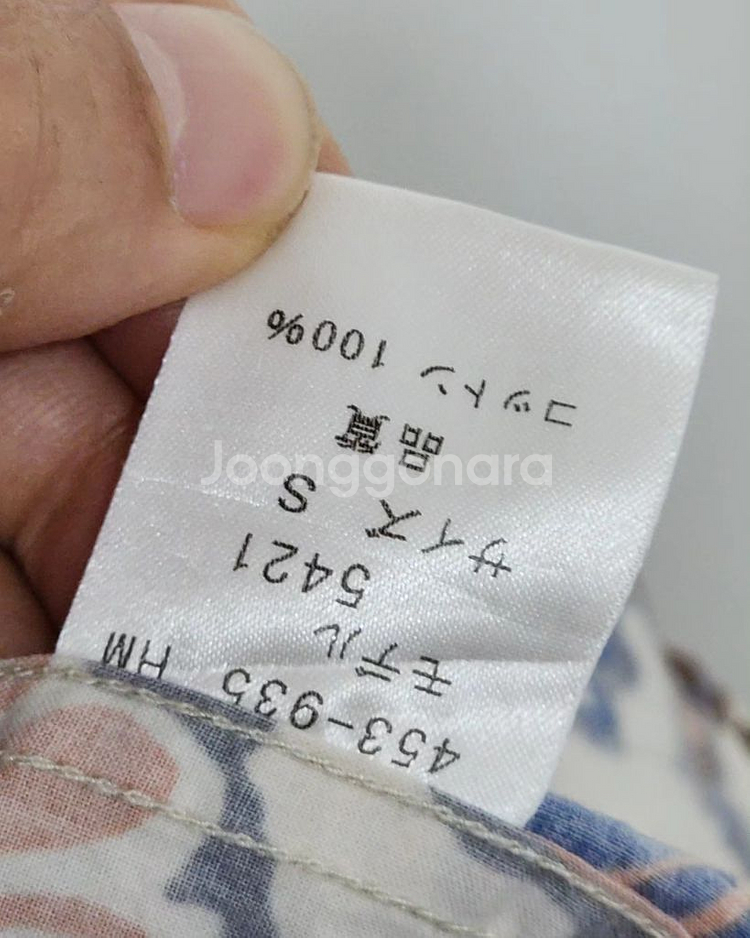 453-935 HM
モデル 5421
サイズ S
品質
コットン 100%
Joonggonara